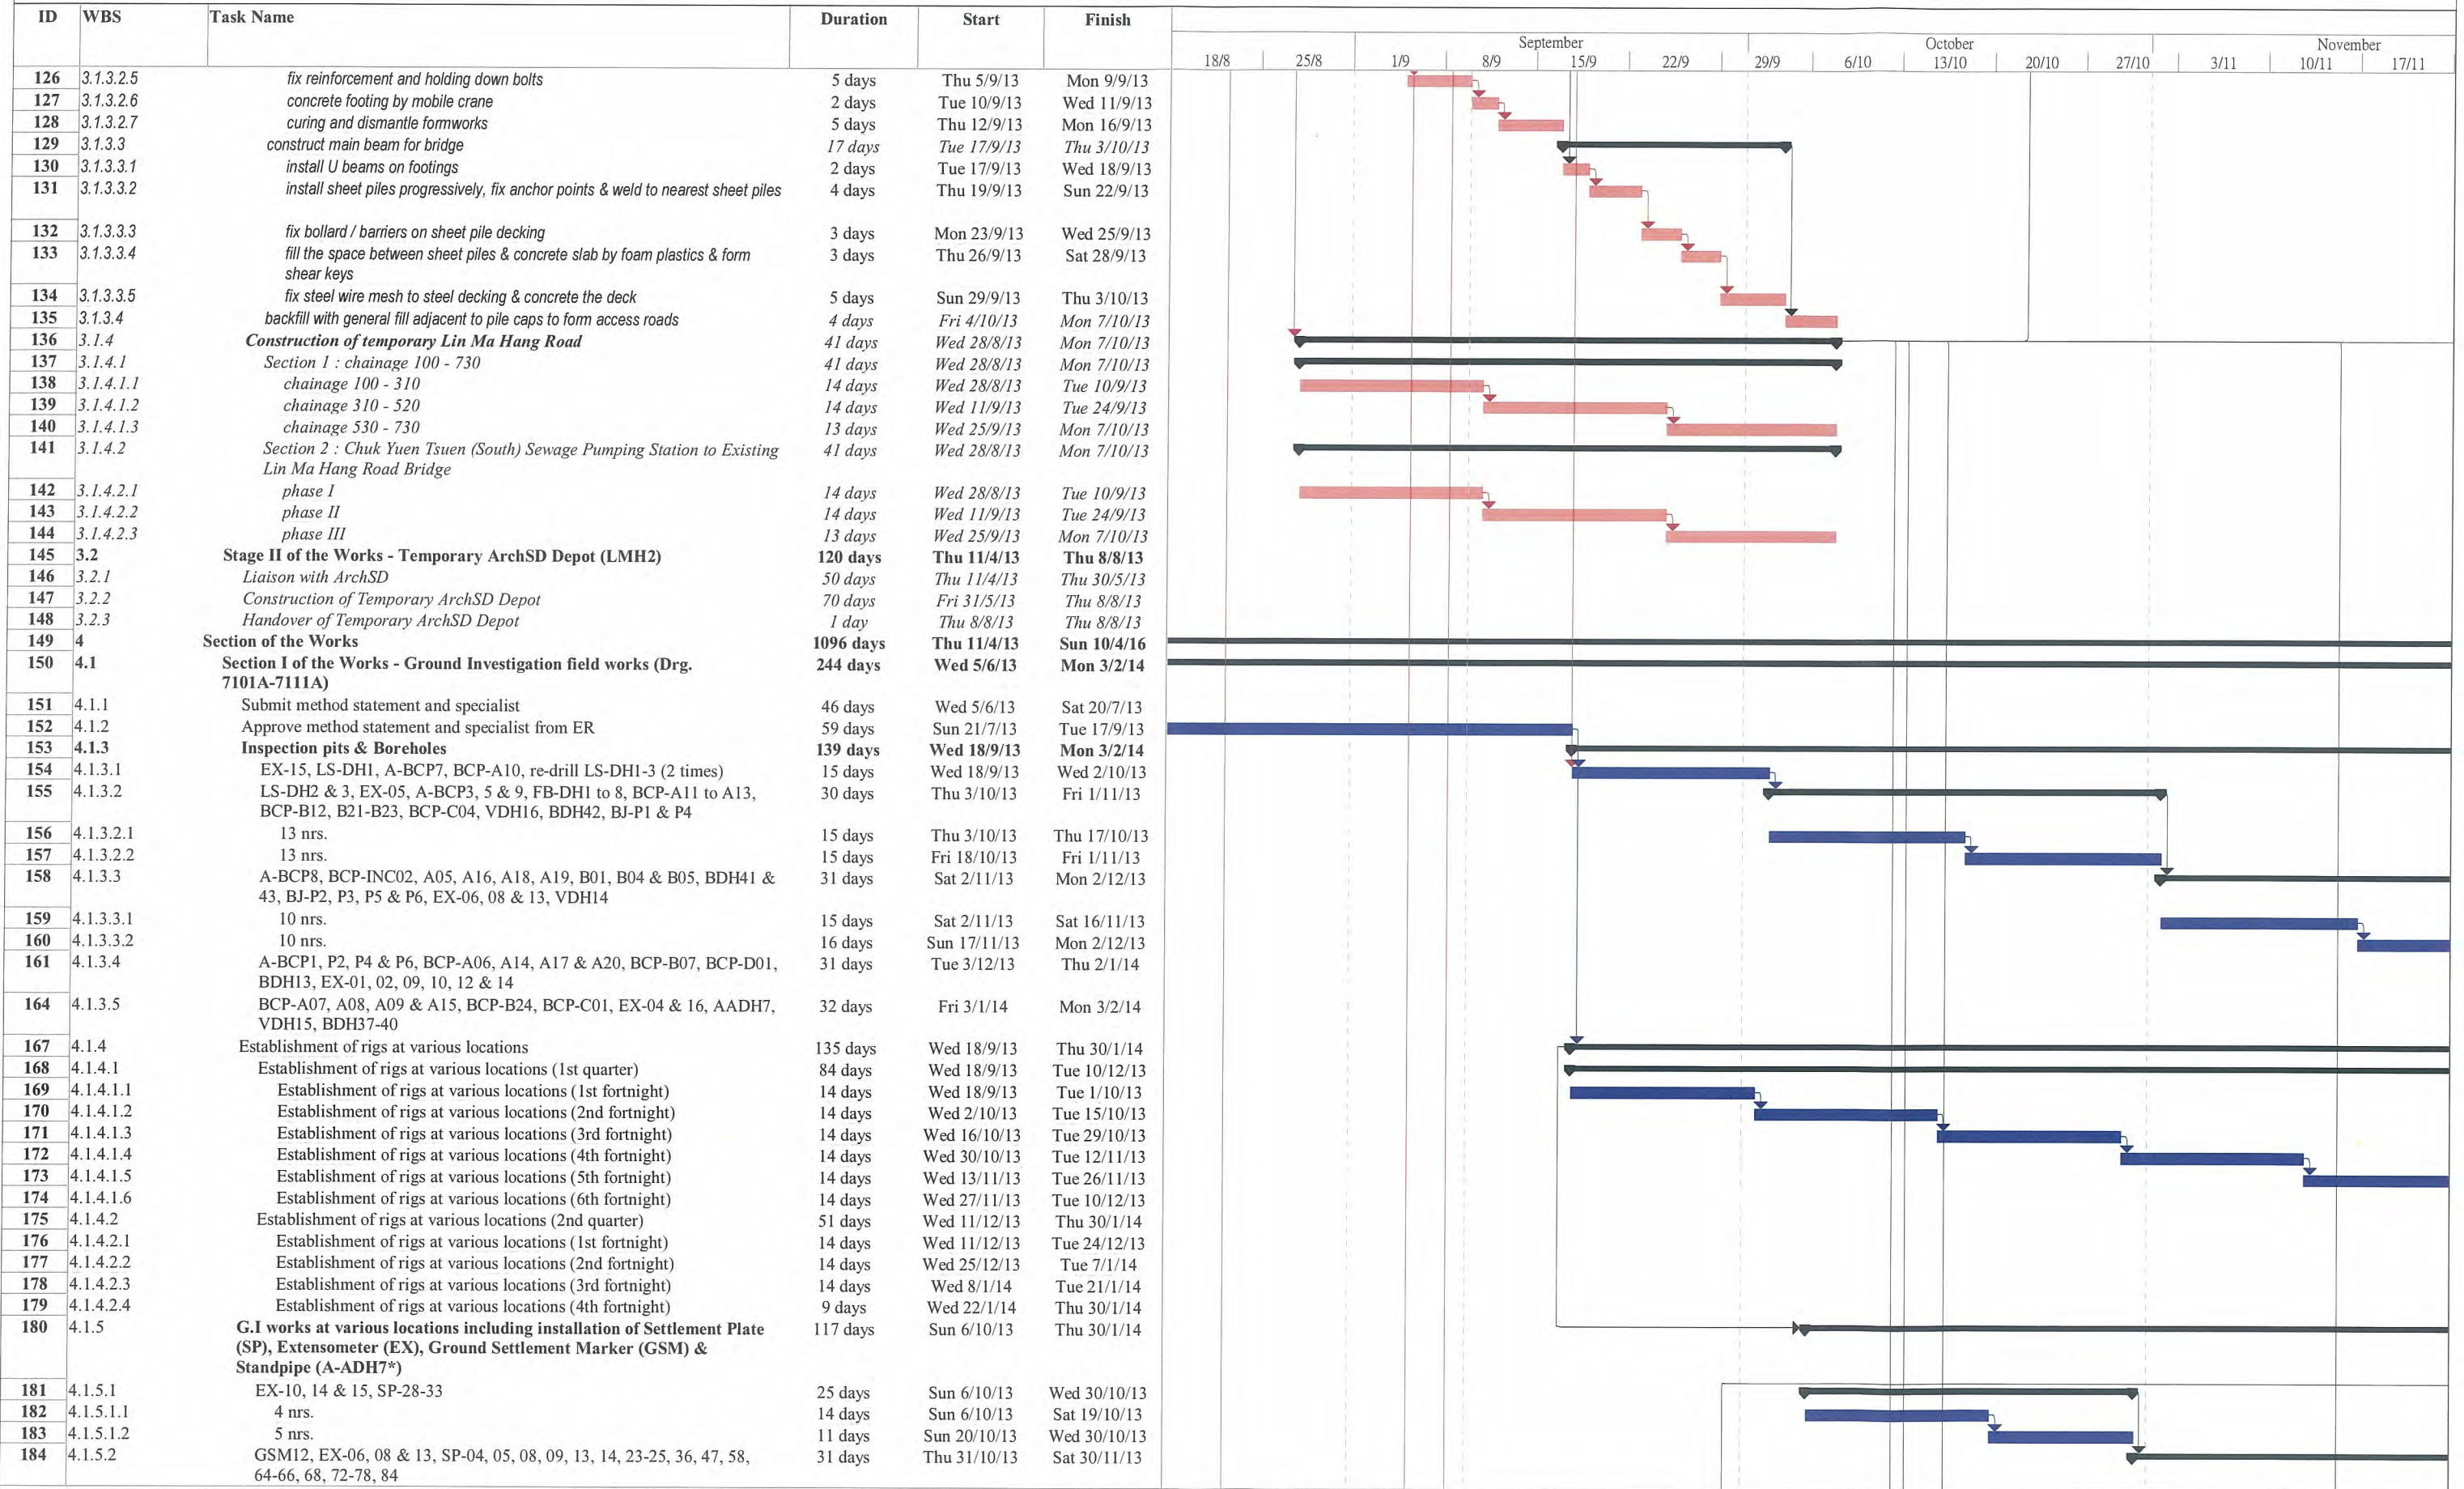 ID WBS Task Name Duration Start Finish
September October November
18/8 25/8 1/9 8/9 15/9 22/9 29/9 6/10 13/10 20/10 27/10 3/11 10/11 17/11
126 3.1.3.2.5 fix reinforcement and holding down bolts 5 days Thu 5/9/13 Mon 9/9/13
127 3.1.3.2.6 concrete footing by mobile crane 2 days Tue 10/9/13 Wed 11/9/13
128 3.1.3.2.7 curing and dismantle formworks 5 days Thu 12/9/13 Mon 16/9/13
129 3.1.3.3 construct main beam for bridge 17 days Tue 17/9/13 Thu 3/10/13
130 3.1.3.3.1 install U beams on footings 2 days Tue 17/9/13 Wed 18/9/13
131 3.1.3.3.2 install sheet piles progressively, fix anchor points & weld to nearest sheet piles 4 days Thu 19/9/13 Sun 22/9/13
132 3.1.3.3.3 fix bollard / barriers on sheet pile decking 3 days Mon 23/9/13 Wed 25/9/13
133 3.1.3.3.4 fill the space between sheet piles & concrete slab by foam plastics & form 3 days Thu 26/9/13 Sat 28/9/13
shear keys
134 3.1.3.3.5 fix steel wire mesh to steel decking & concrete the deck 5 days Sun 29/9/13 Thu 3/10/13
135 3.1.3.4 backfill with general fill adjacent to pile caps to form access roads 4 days Fri 4/10/13 Mon 7/10/13
136 3.1.4 Construction of temporary Lin Ma Hang Road 41 days Wed 28/8/13 Mon 7/10/13
137 3.1.4.1 Section 1 : chainage 100 - 730 41 days Wed 28/8/13 Mon 7/10/13
138 3.1.4.1.1 chainage 100 - 310 14 days Wed 28/8/13 Tue 10/9/13
139 3.1.4.1.2 chainage 310 - 520 14 days Wed 11/9/13 Tue 24/9/13
140 3.1.4.1.3 chainage 530 - 730 13 days Wed 25/9/13 Mon 7/10/13
141 3.1.4.2 Section 2 : Chuk Yuen Tsuen (South) Sewage Pumping Station to Existing 41 days Wed 28/8/13 Mon 7/10/13
Lin Ma Hang Road Bridge
142 3.1.4.2.1 phase I 14 days Wed 28/8/13 Tue 10/9/13
143 3.1.4.2.2 phase II 14 days Wed 11/9/13 Tue 24/9/13
144 3.1.4.2.3 phase III 13 days Wed 25/9/13 Mon 7/10/13
145 3.2 Stage II of the Works - Temporary ArchSD Depot (LMH2) 120 days Thu 11/4/13 Thu 8/8/13
146 3.2.1 Liaison with ArchSD 50 days Thu 11/4/13 Thu 30/5/13
147 3.2.2 Construction of Temporary ArchSD Depot 70 days Fri 31/5/13 Thu 8/8/13
148 3.2.3 Handover of Temporary ArchSD Depot 1 day Thu 8/8/13 Thu 8/8/13
149 4 Section of the Works 1096 days Thu 11/4/13 Sun 10/4/16
150 4.1 Section I of the Works - Ground Investigation field works (Drg. 244 days Wed 5/6/13 Mon 3/2/14
7101A-7111A)
151 4.1.1 Submit method statement and specialist 46 days Wed 5/6/13 Sat 20/7/13
152 4.1.2 Approve method statement and specialist from ER 59 days Sun 21/7/13 Tue 17/9/13
153 4.1.3 Inspection pits & Boreholes 139 days Wed 18/9/13 Mon 3/2/14
154 4.1.3.1 EX-15, LS-DH1, A-BCP7, BCP-A10, re-drill LS-DH1-3 (2 times) 15 days Wed 18/9/13 Wed 2/10/13
155 4.1.3.2 LS-DH2 & 3, EX-05, A-BCP3, 5 & 9, FB-DH1 to 8, BCP-A11 to A13, 30 days Thu 3/10/13 Fri 1/11/13
BCP-B12, B21-B23, BCP-C04, VDH16, BDH42, BJ-P1 & P4
156 4.1.3.2.1 13 nrs. 15 days Thu 3/10/13 Thu 17/10/13
157 4.1.3.2.2 13 nrs. 15 days Fri 18/10/13 Fri 1/11/13
158 4.1.3.3 A-BCP8, BCP-INC02, A05, A16, A18, A19, B01, B04 & B05, BDH41 & 31 days Sat 2/11/13 Mon 2/12/13
43, BJ-P2, P3, P5 & P6, EX-06, 08 & 13, VDH14
159 4.1.3.3.1 10 nrs. 15 days Sat 2/11/13 Sat 16/11/13
160 4.1.3.3.2 10 nrs. 16 days Sun 17/11/13 Mon 2/12/13
161 4.1.3.4 A-BCP1, P2, P4 & P6, BCP-A06, A14, A17 & A20, BCP-B07, BCP-D01, 31 days Tue 3/12/13 Thu 2/1/14
BDH13, EX-01, 02, 09, 10, 12 & 14
164 4.1.3.5 BCP-A07, A08, A09 & A15, BCP-B24, BCP-C01, EX-04 & 16, AADH7, 32 days Fri 3/1/14 Mon 3/2/14
VDH15, BDH37-40
167 4.1.4 Establishment of rigs at various locations 135 days Wed 18/9/13 Thu 30/1/14
168 4.1.4.1 Establishment of rigs at various locations (1st quarter) 84 days Wed 18/9/13 Tue 10/12/13
169 4.1.4.1.1 Establishment of rigs at various locations (1st fortnight) 14 days Wed 18/9/13 Tue 1/10/13
170 4.1.4.1.2 Establishment of rigs at various locations (2nd fortnight) 14 days Wed 2/10/13 Tue 15/10/13
171 4.1.4.1.3 Establishment of rigs at various locations (3rd fortnight) 14 days Wed 16/10/13 Tue 29/10/13
172 4.1.4.1.4 Establishment of rigs at various locations (4th fortnight) 14 days Wed 30/10/13 Tue 12/11/13
173 4.1.4.1.5 Establishment of rigs at various locations (5th fortnight) 14 days Wed 13/11/13 Tue 26/11/13
174 4.1.4.1.6 Establishment of rigs at various locations (6th fortnight) 14 days Wed 27/11/13 Tue 10/12/13
175 4.1.4.2 Establishment of rigs at various locations (2nd quarter) 51 days Wed 11/12/13 Thu 30/1/14
176 4.1.4.2.1 Establishment of rigs at various locations (1st fortnight) 14 days Wed 11/12/13 Tue 24/12/13
177 4.1.4.2.2 Establishment of rigs at various locations (2nd fortnight) 14 days Wed 25/12/13 Tue 7/1/14
178 4.1.4.2.3 Establishment of rigs at various locations (3rd fortnight) 14 days Wed 8/1/14 Tue 21/1/14
179 4.1.4.2.4 Establishment of rigs at various locations (4th fortnight) 9 days Wed 22/1/14 Thu 30/1/14
180 4.1.5 G.I works at various locations including installation of Settlement Plate 117 days Sun 6/10/13 Thu 30/1/14
(SP), Extensometer (EX), Ground Settlement Marker (GSM) &
Standpipe (A-ADH7*)
181 4.1.5.1 EX-10, 14 & 15, SP-28-33 25 days Sun 6/10/13 Wed 30/10/13
182 4.1.5.1.1 4 nrs. 14 days Sun 6/10/13 Sat 19/10/13
183 4.1.5.1.2 5 nrs. 11 days Sun 20/10/13 Wed 30/10/13
184 4.1.5.2 GSM12, EX-06, 08 & 13, SP-04, 05, 08, 09, 13, 14, 23-25, 36, 47, 58, 31 days Thu 31/10/13 Sat 30/11/13
64-66, 68, 72-78, 84